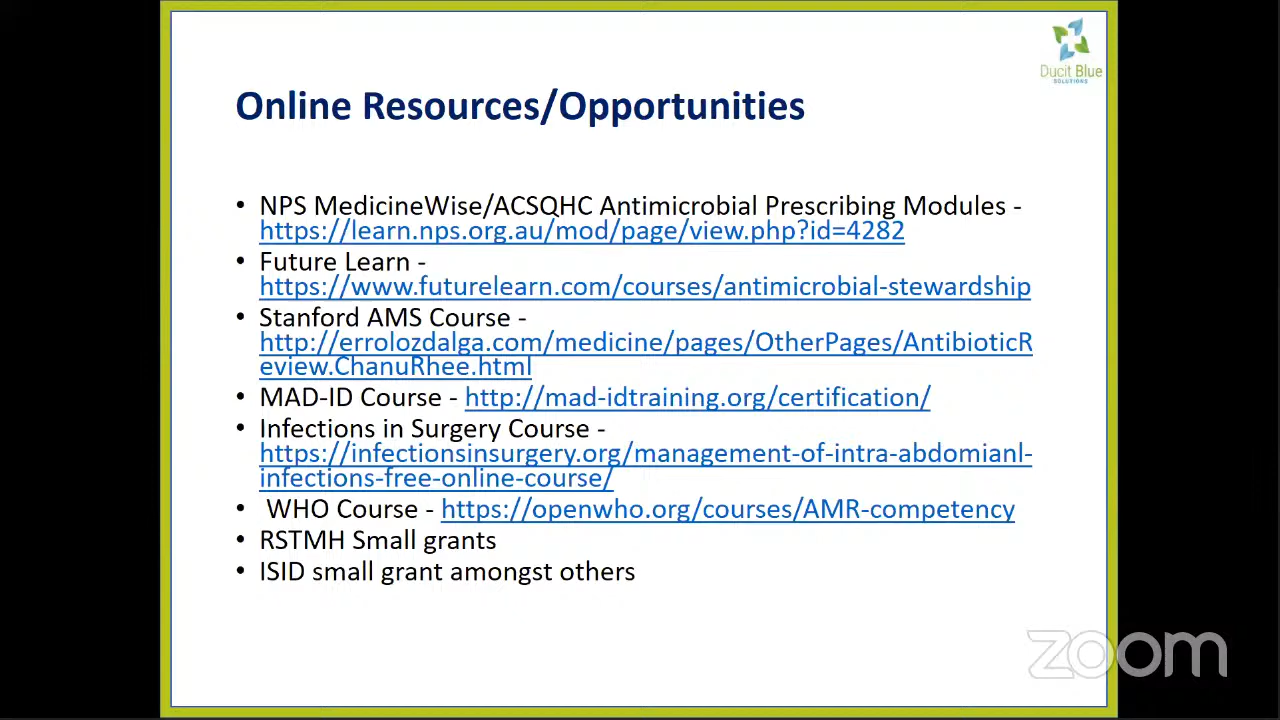 Ducit Blue
SOLUTIONS
Online Resources/Opportunities
• NPS MedicineWise/ACSQHC Antimicrobial Prescribing Modules -
https://learn.nps.org.au/mod/page/view.php?id=4282
• Future Learn -
https://www.futurelearn.com/courses/antimicrobial-stewardship
• Stanford AMS Course -
http://errolozdalga.com/medicine/pages/OtherPages/AntibioticR
eview.ChanuRhee.html
• MAD-ID Course - http://mad-idtraining.org/certification/
• Infections in Surgery Course -
https://infectionsinsurgery.org/management-of-intra-abdomianl-
infections-free-online-course/
• WHO Course - https://openwho.org/courses/AMR-competency
• RSTMH Small grants
• ISID small grant amongst others
zoom